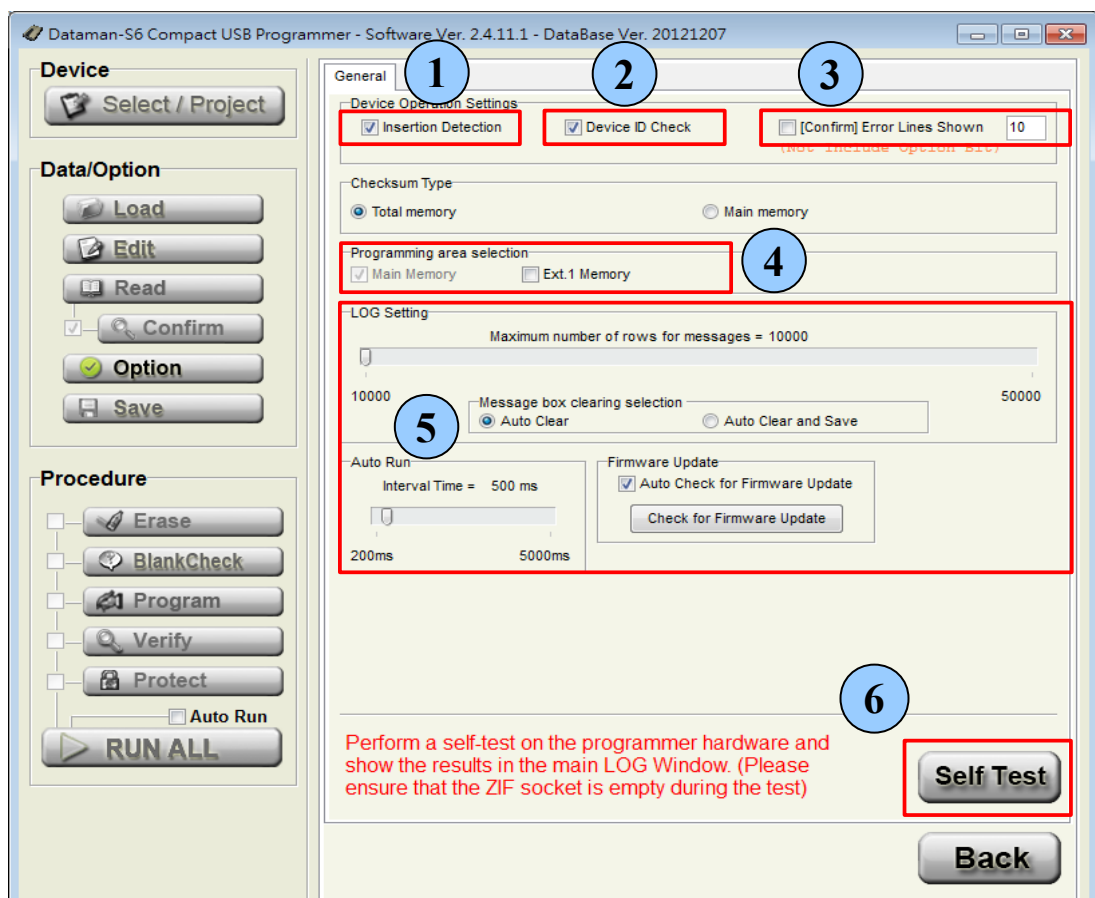 Dataman-S6 Compact USB Programmer - Software Ver. 2.4.11.1 - DataBase Ver. 20121207
Device
Select / Project
Data/Option
Load
Edit
Read
Confirm
Option
Save
Procedure
Erase
BlankCheck
Program
Verify
Protect
Auto Run
RUN ALL
General
1
2
3
Device Operation Settings
Insertion Detection
Device ID Check
[Confirm] Error Lines Shown 10
(Not Include Option Bit)
Checksum Type
Total memory
Main memory
Programming area selection
4
Main Memory
Ext.1 Memory
LOG Setting
Maximum number of rows for messages = 10000
10000
50000
Message box clearing selection
5
Auto Clear
Auto Clear and Save
Auto Run
Interval Time = 500 ms
200ms
5000ms
Firmware Update
Auto Check for Firmware Update
Check for Firmware Update
6
Perform a self-test on the programmer hardware and
show the results in the main LOG Window. (Please
ensure that the ZIF socket is empty during the test)
Self Test
Back